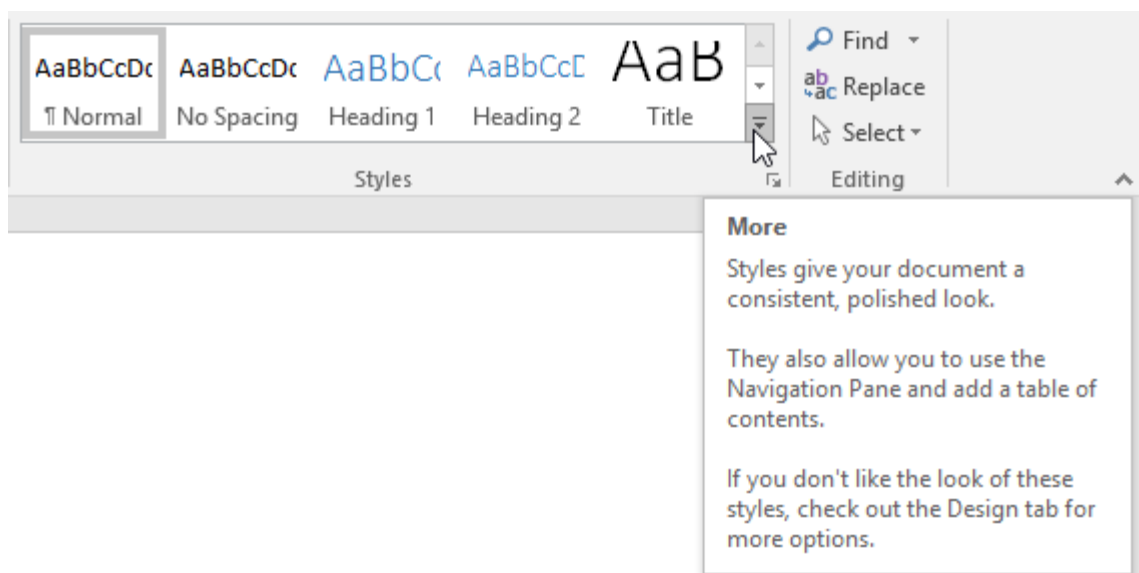 AaBbCcDc AaBbCcDc AaBbC AaBbCcD AaB
¶ Normal No Spacing Heading 1 Heading 2 Title
Styles
Find
Replace
Select
Editing
More
Styles give your document a
consistent, polished look.
They also allow you to use the
Navigation Pane and add a table of
contents.
If you don't like the look of these
styles, check out the Design tab for
more options.